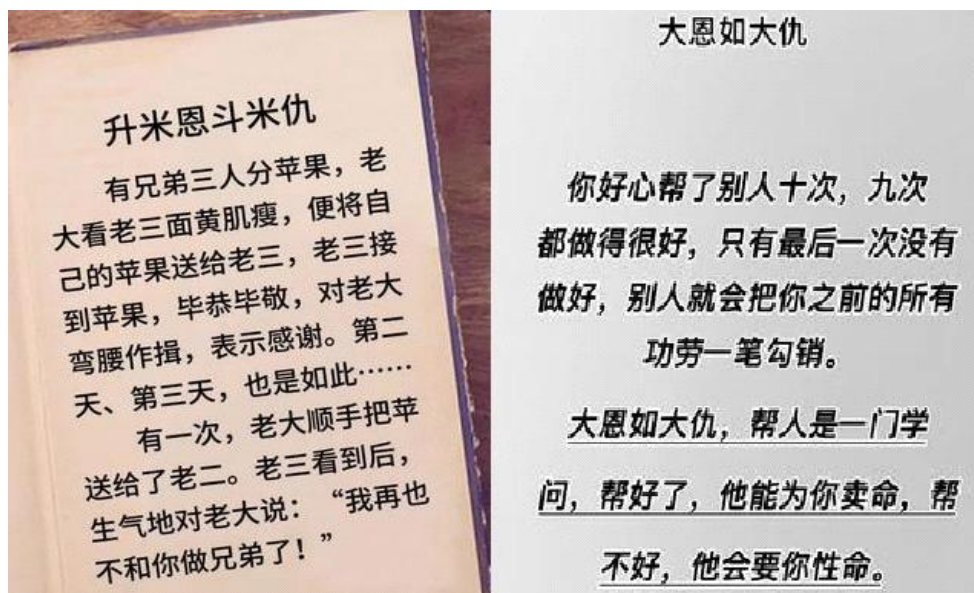 升米恩斗米仇
有兄弟三人分苹果，老
大看老三面黄肌瘦，便将自
己的苹果送给老三，老三接
到苹果，毕恭毕敬，对老大
弯腰作揖，表示感谢。第二
天、第三天，也是如此……
有一次，老大顺手把苹
送给了老二。老三看到后，
生气地对老大说：“我再也
不和你做兄弟了！”
大恩如大仇
你好心帮了别人十次，九次
都做得很好，只有最后一次没有
做好，别人就会把你之前的所有
功劳一笔勾销。
大恩如大仇，帮人是一门学
问，帮好了，他能为你卖命，帮
不好，他会要你性命。